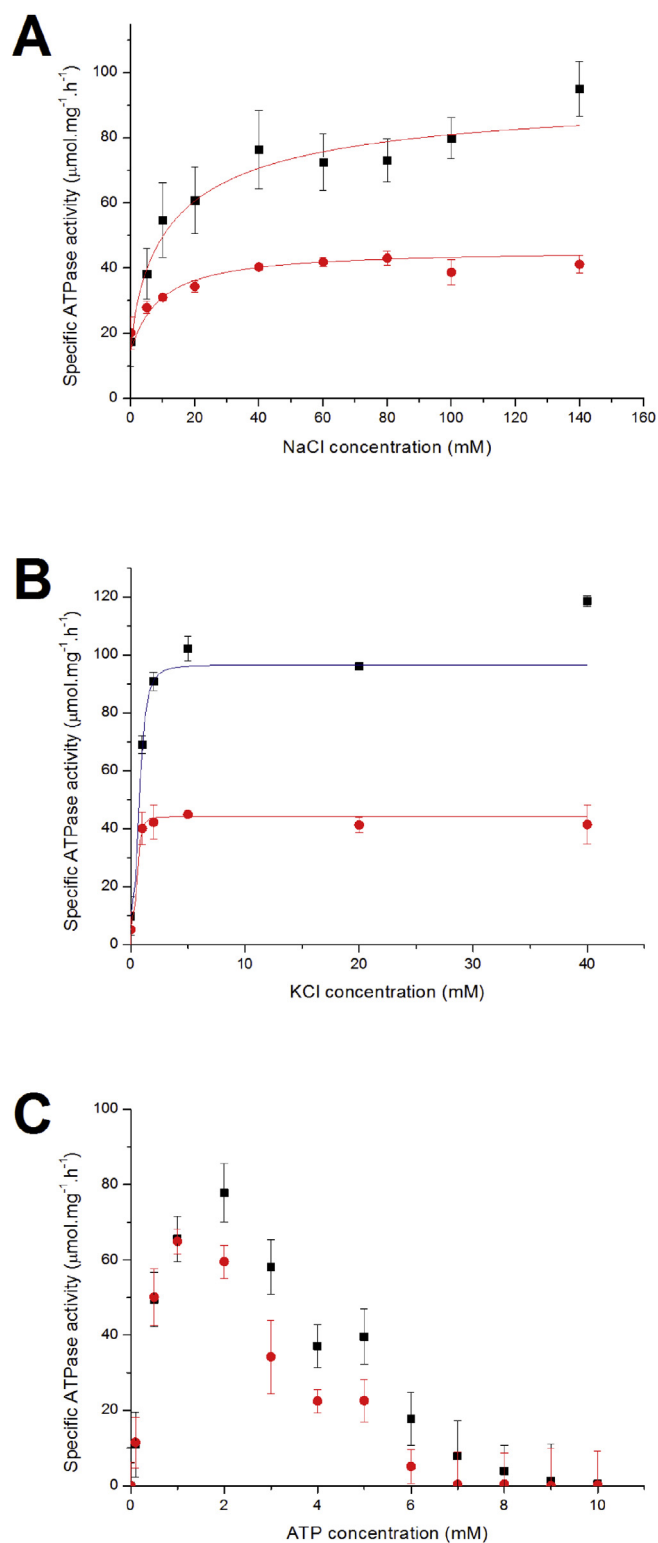 A
100
80
60
40
20
0
Specific ATPase activity (μmol.mg⁻¹.h⁻¹)
0 20 40 60 80 100 120 140 160
NaCl concentration (mM)
B
120
100
80
60
40
20
0
Specific ATPase activity (μmol.mg⁻¹.h⁻¹)
0 10 20 30 40
KCl concentration (mM)
C
100
80
60
40
20
0
Specific ATPase activity (μmol.mg⁻¹.h⁻¹)
0 2 4 6 8 10
ATP concentration (mM)